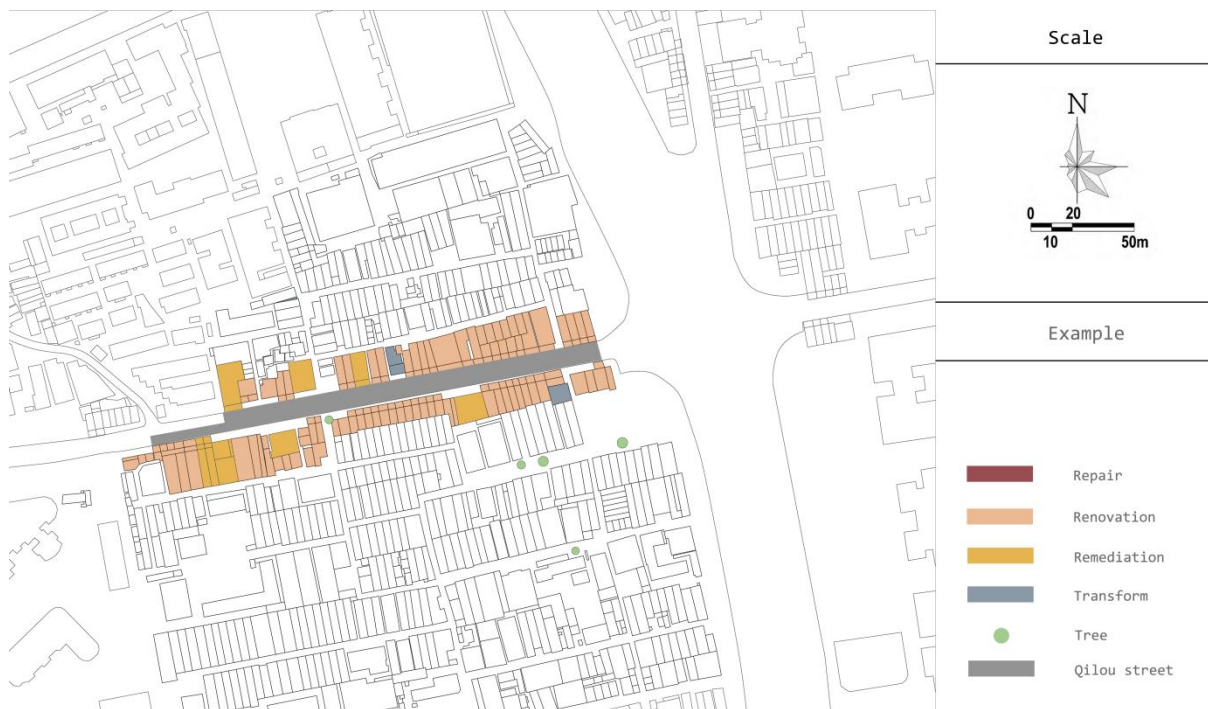 Scale
N
0 20
10 50m
Example
Repair
Renovation
Remediation
Transform
Tree
Qilou street